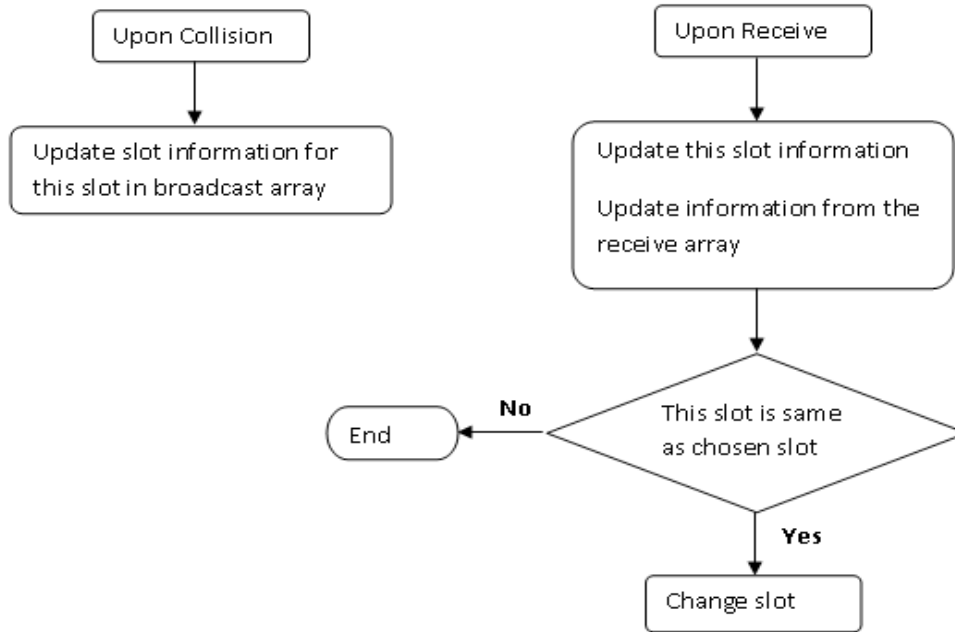 Upon Collision
Update slot information for
this slot in broadcast array
Upon Receive
Update this slot information
Update information from the
receive array
This slot is same
as chosen slot
No
End
Yes
Change slot